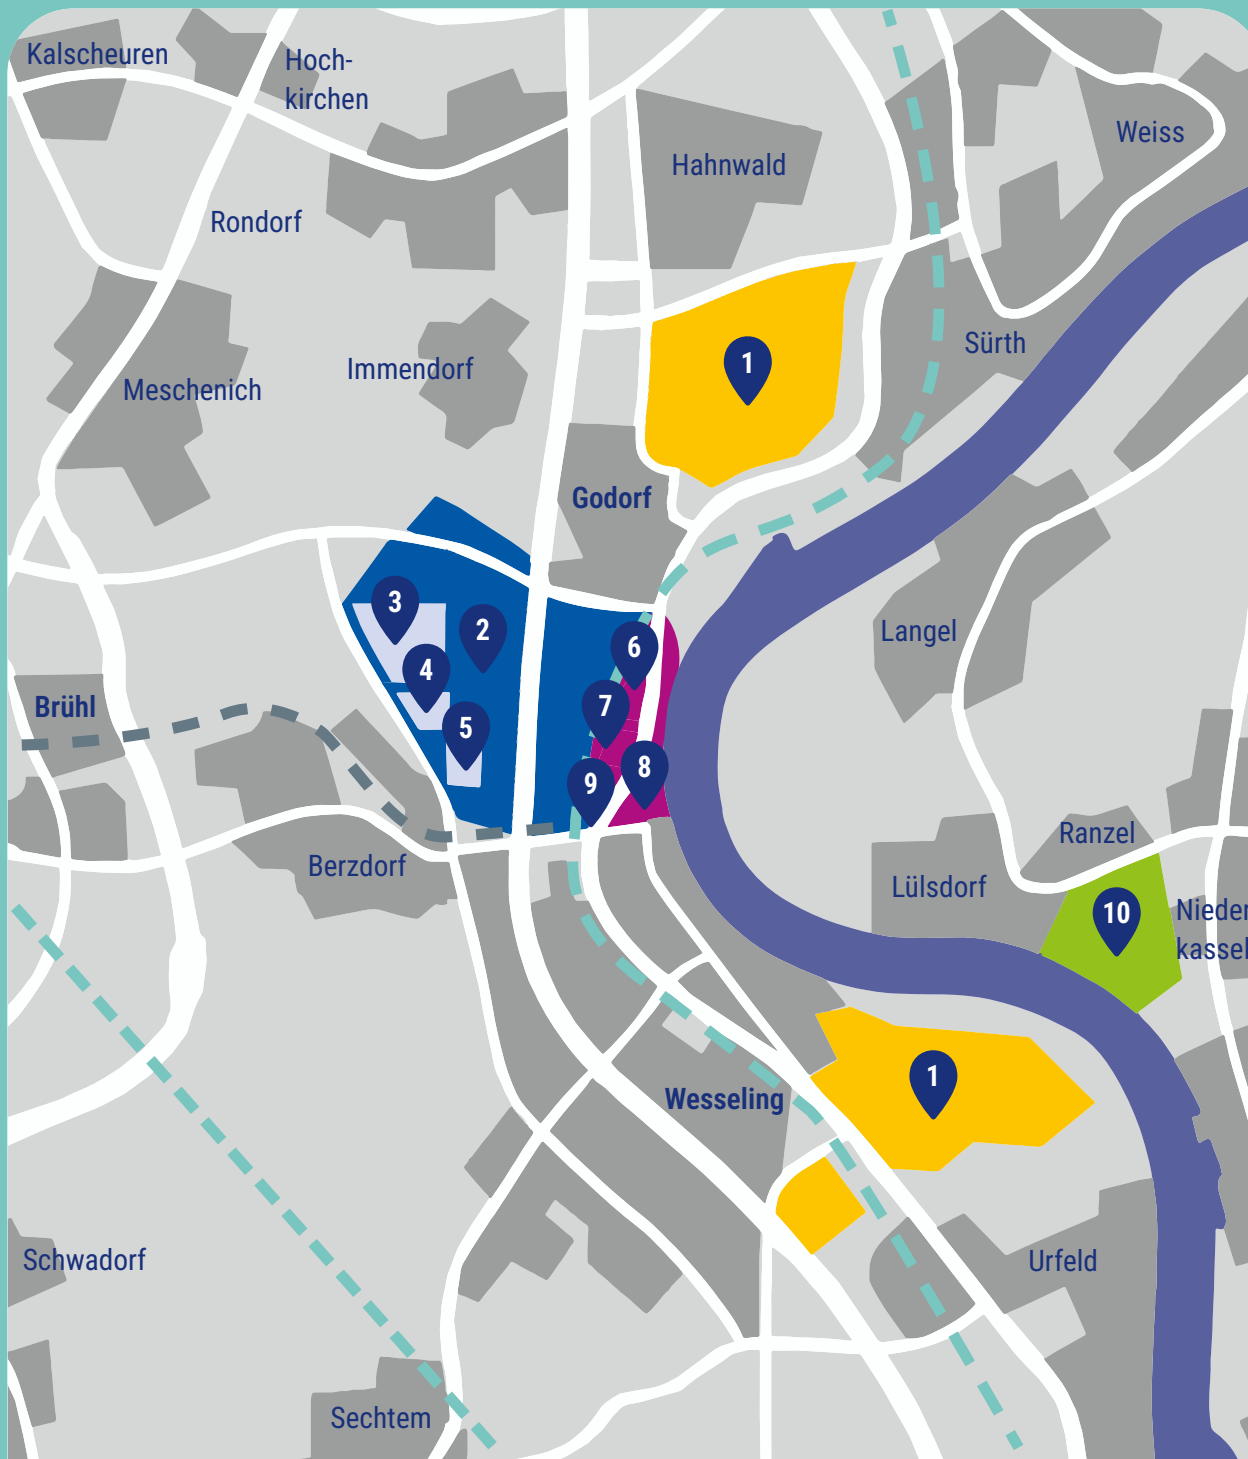 Kalscheuren
Hoch-
kirchen
Weiss
Hahnwald
Rondorf
Sürth
1
Immendorf
Meschenich
Godorf
3
2
6
Langel
4
Brühl
7
5
8
9
Ranzel
Berzdorf
Lülsdorf
10
Nieder
kassel
1
Wesseling
Schwadorf
Urfeld
Sechtem